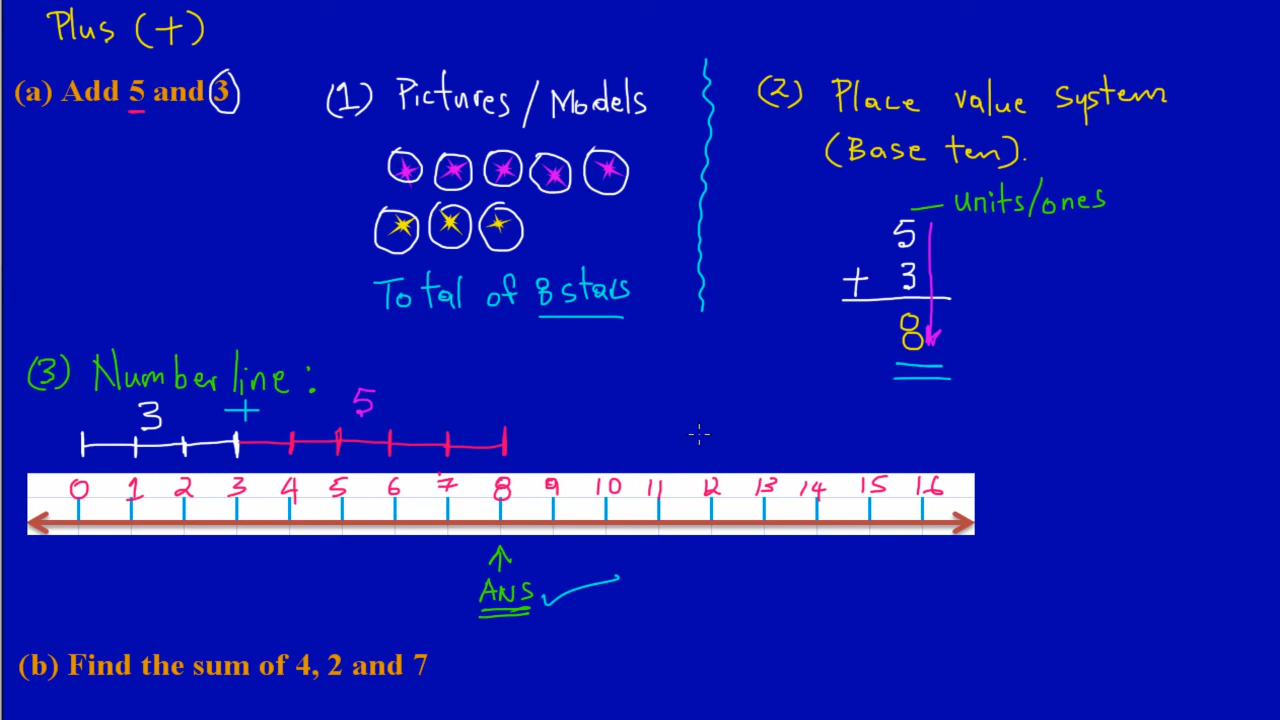 Plus (+)
(a) Add 5 and 3
(1) Pictures / Models
Total of 8 stars
(2) Place value system
(Base ten).
units/ones
5
+ 3
8
(3) Number line :
3 + 5
0 1 2 3 4 5 6 7 8 9 10 11 12 13 14 15 16
ANS
(b) Find the sum of 4, 2 and 7